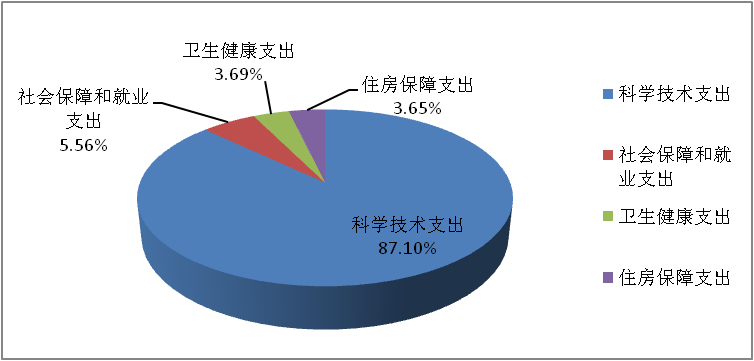 卫生健康支出
3.69%
住房保障支出
3.65%
社会保障和就业
支出
5.56%
科学技术支出
87.10%
科学技术支出
社会保障和就
业支出
卫生健康支出
住房保障支出